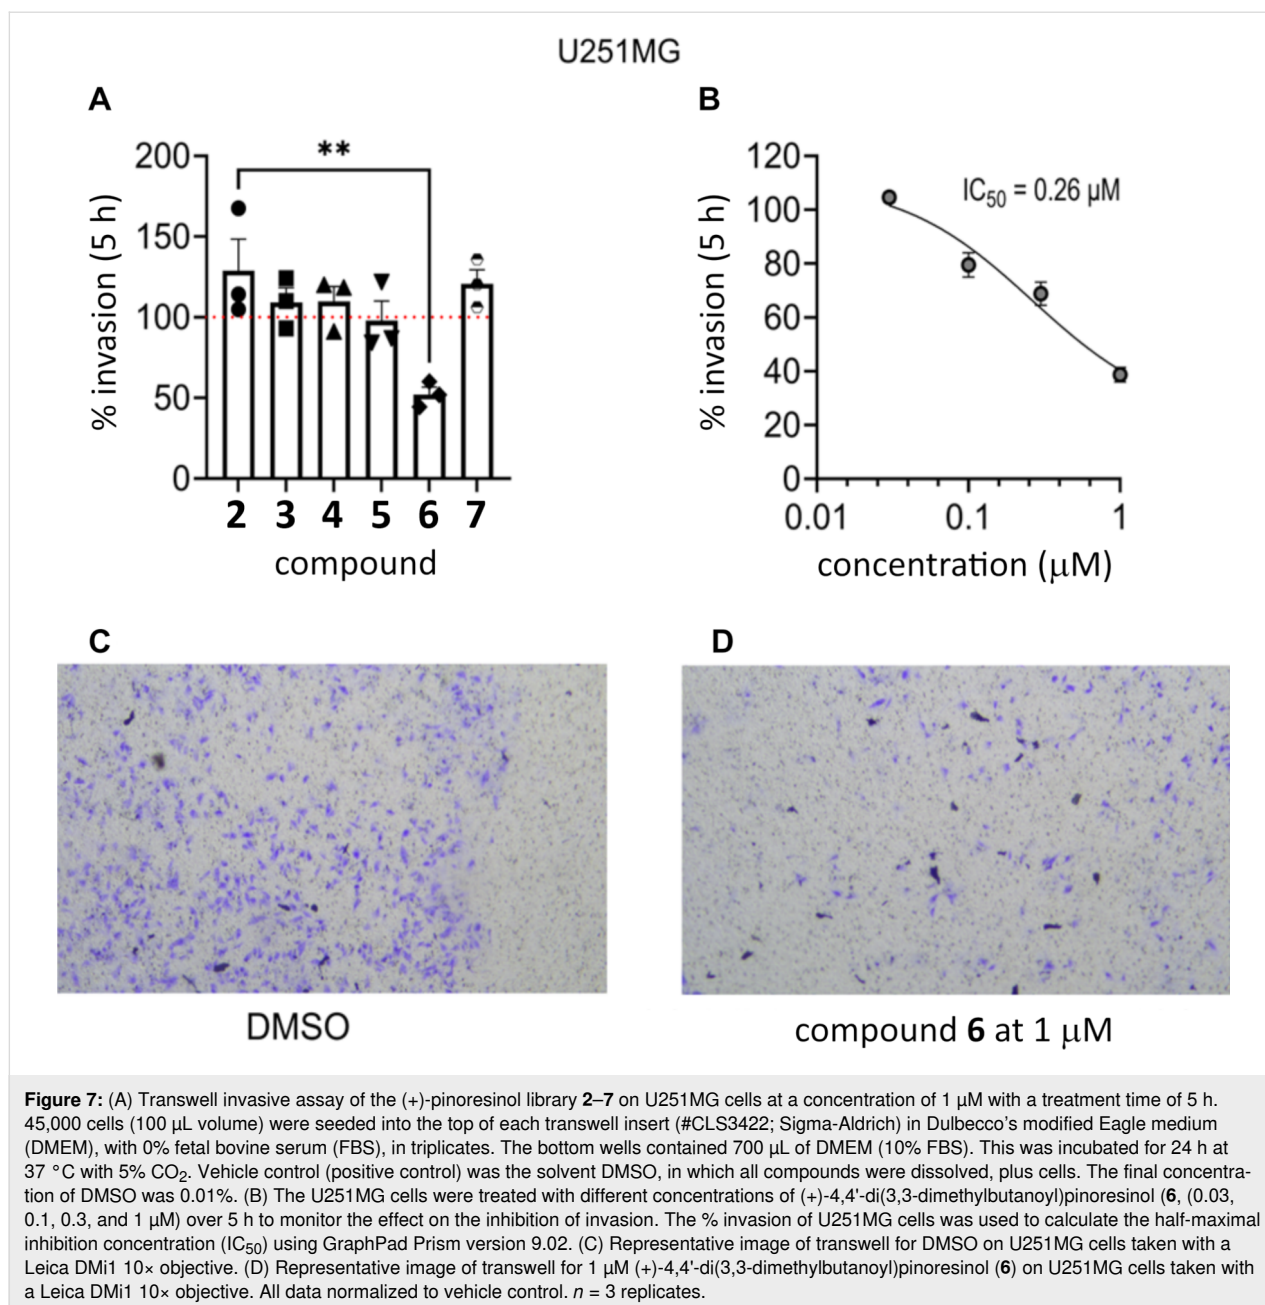 U251MG
A
B
200
150
100
50
0
% invasion (5 h)
**
2 3 4 5 6 7
compound
120
100
80
60
40
20
0
% invasion (5 h)
IC50 = 0.26 µM
0.01 0.1 1
concentration (µM)
C
D
DMSO
compound 6 at 1 µM
Figure 7: (A) Transwell invasive assay of the (+)-pinoresinol library 2–7 on U251MG cells at a concentration of 1 µM with a treatment time of 5 h.
45,000 cells (100 µL volume) were seeded into the top of each transwell insert (#CLS3422; Sigma-Aldrich) in Dulbecco's modified Eagle medium
(DMEM), with 0% fetal bovine serum (FBS), in triplicates. The bottom wells contained 700 µL of DMEM (10% FBS). This was incubated for 24 h at
37 °C with 5% CO2. Vehicle control (positive control) was the solvent DMSO, in which all compounds were dissolved, plus cells. The final concentra-
tion of DMSO was 0.01%. (B) The U251MG cells were treated with different concentrations of (+)-4,4'-di(3,3-dimethylbutanoyl)pinoresinol (6, (0.03,
0.1, 0.3, and 1 µM) over 5 h to monitor the effect on the inhibition of invasion. The % invasion of U251MG cells was used to calculate the half-maximal
inhibition concentration (IC50) using GraphPad Prism version 9.02. (C) Representative image of transwell for DMSO on U251MG cells taken with a
Leica DMi1 10× objective. (D) Representative image of transwell for 1 µM (+)-4,4'-di(3,3-dimethylbutanoyl)pinoresinol (6) on U251MG cells taken with
a Leica DMi1 10× objective. All data normalized to vehicle control. n = 3 replicates.